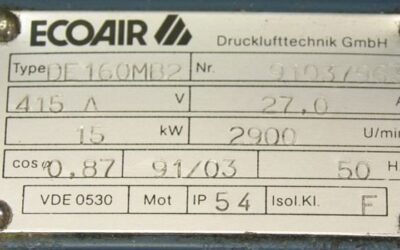 ECOAIR Drucklufttechnik GmbH
Type DE160MB2 Nr.
415 Δ V 27,0 A
15 kW 2900 U/min
cos φ 0,87 91/03 50 H
VDE 0530 Mot IP 54 Isol.Kl. F